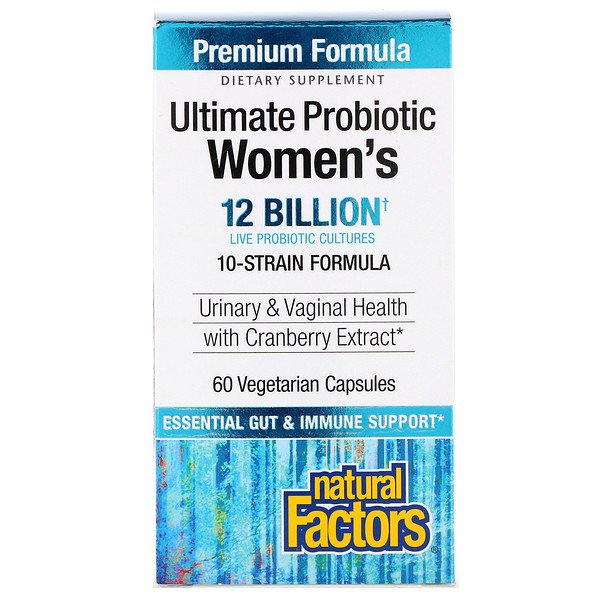 Premium Formula
DIETARY SUPPLEMENT
Ultimate Probiotic
Women's
12 BILLION†
LIVE PROBIOTIC CULTURES
10-STRAIN FORMULA
Urinary & Vaginal Health
with Cranberry Extract*
60 Vegetarian Capsules
ESSENTIAL GUT & IMMUNE SUPPORT*
natural
Factors®